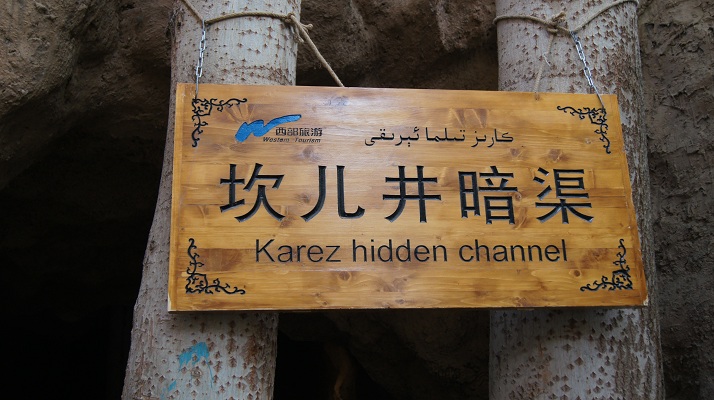 西部旅游
Western Tourism
كارىز تىلما ئېرىقى
坎儿井暗渠
Karez hidden channel